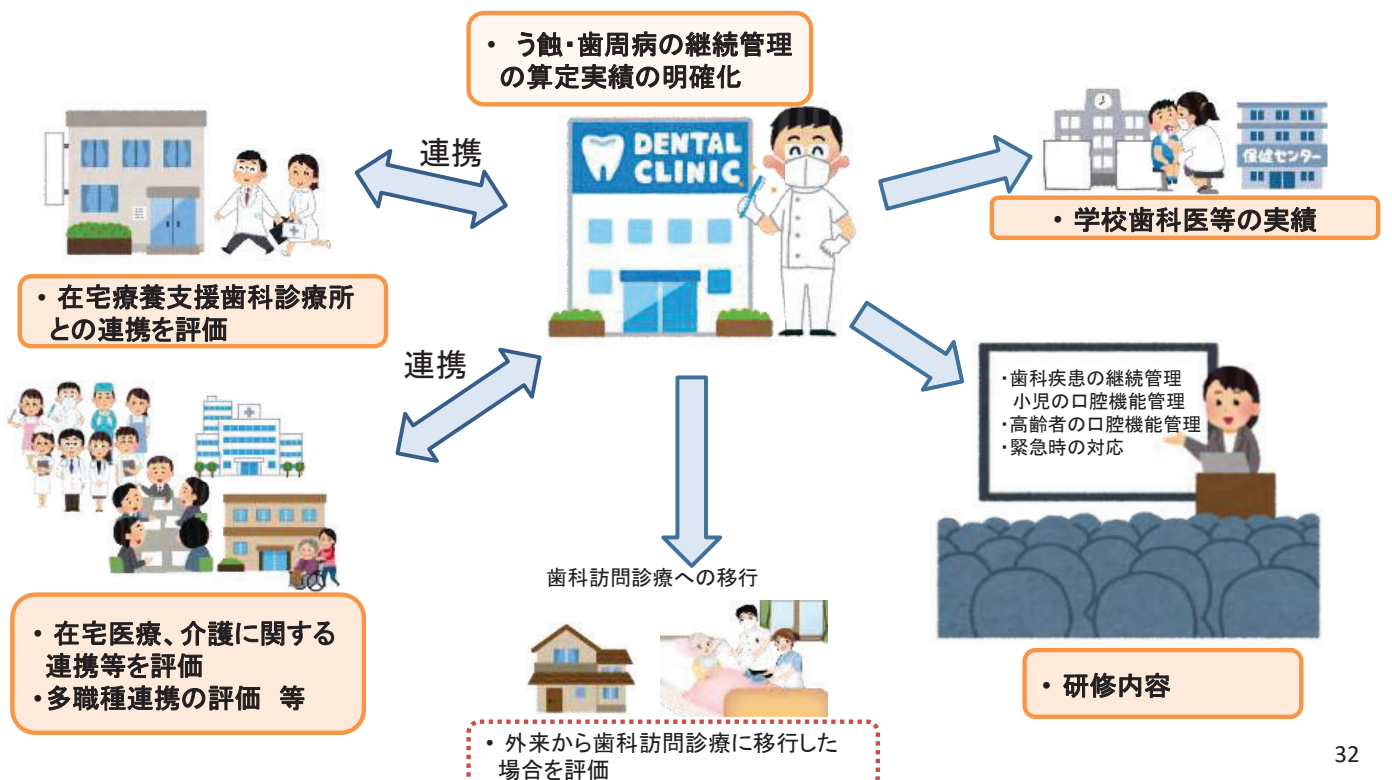 ・ う蝕・歯周病の継続管理
の算定実績の明確化
連携
DENTAL
CLINIC
保健センター
・ 学校歯科医等の実績
・ 在宅療養支援歯科診療所
との連携を評価
連携
・歯科疾患の継続管理
小児の口腔機能管理
・高齢者の口腔機能管理
・緊急時の対応
歯科訪問診療への移行
・ 在宅医療、介護に関する
連携等を評価
・多職種連携の評価 等
・ 研修内容
・ 外来から歯科訪問診療に移行した
場合を評価
32